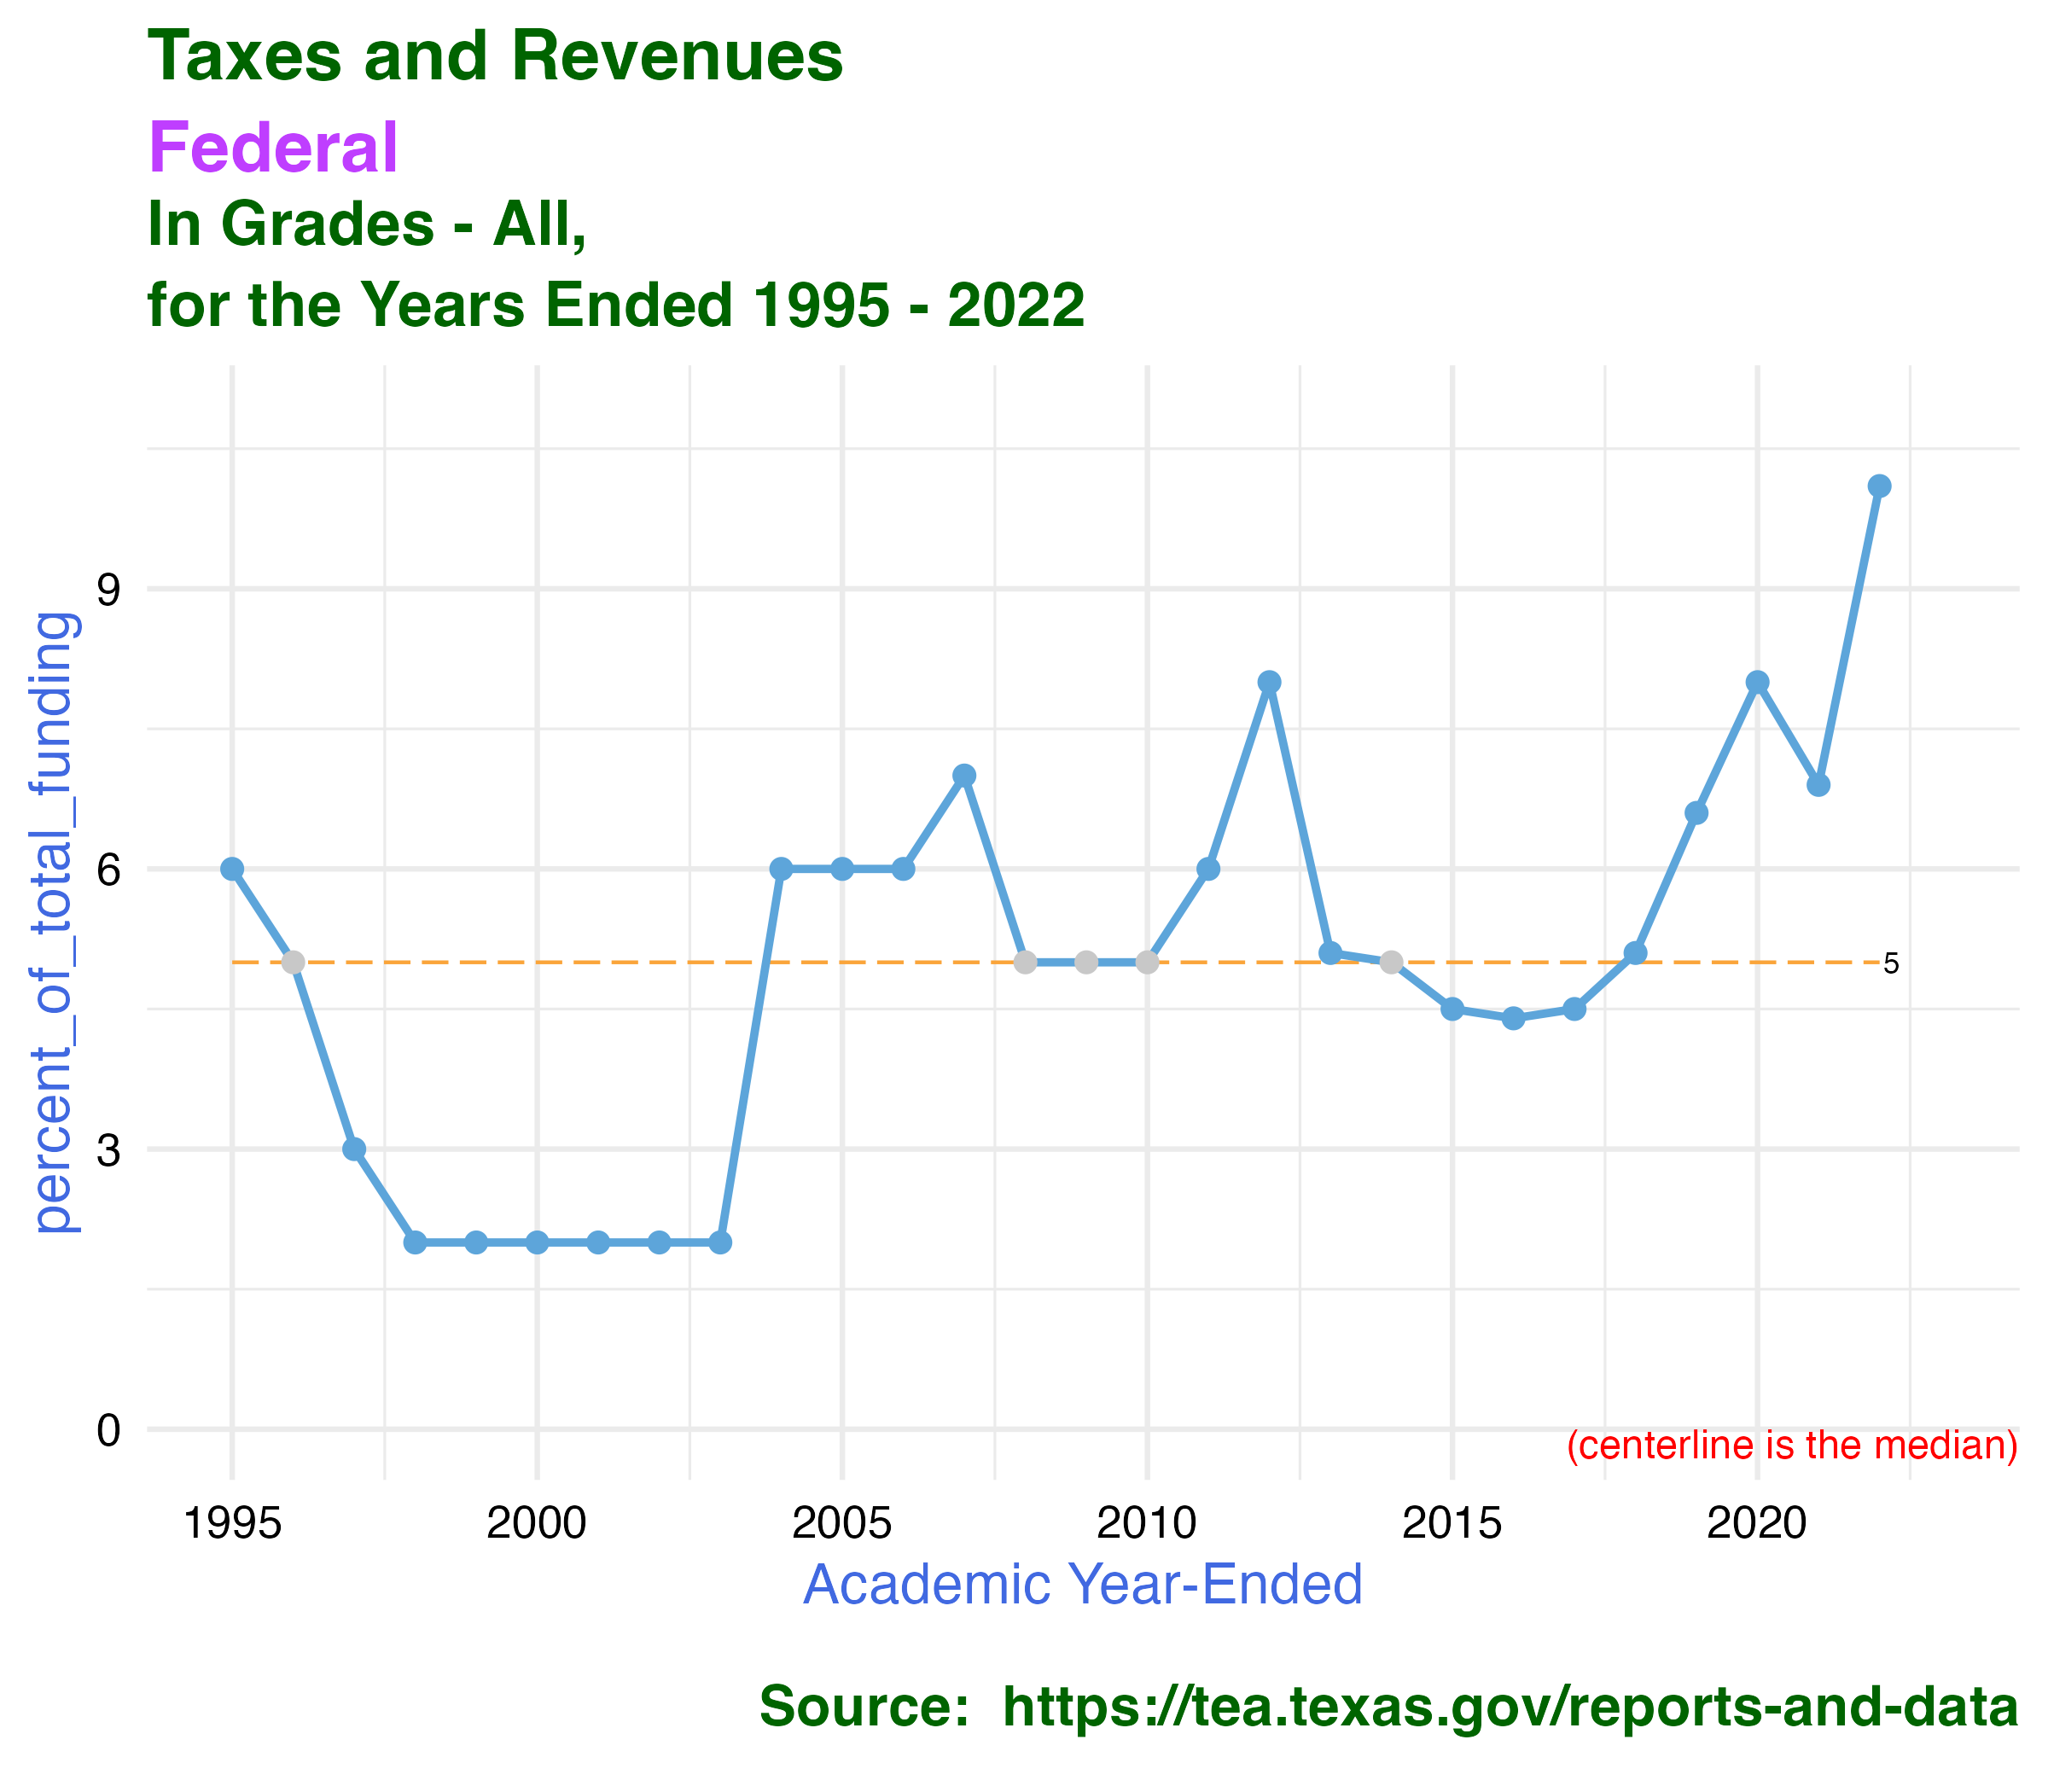 Taxes and Revenues
Federal
In Grades - All,
for the Years Ended 1995 - 2022
percent_of_total_funding
9
6
3
0
5
(centerline is the median)
1995 2000 2005 2010 2015 2020
Academic Year-Ended
Source:  https://tea.texas.gov/reports-and-data